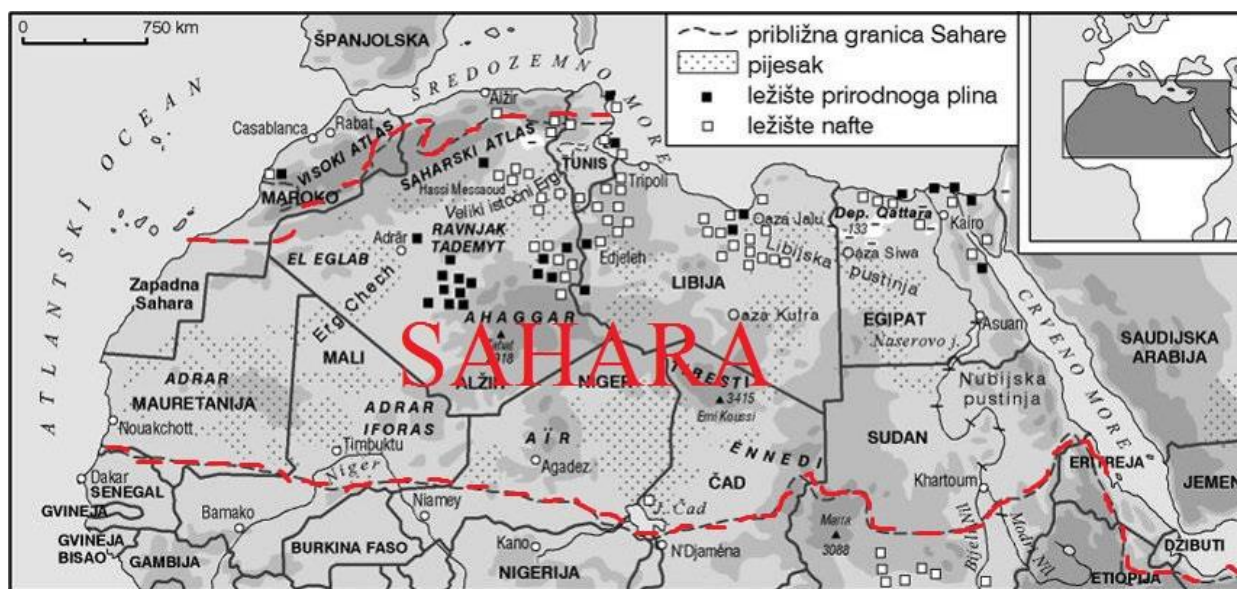 0 750 km
ŠPANJOLSKA
približna granica Sahare
pijesak
ležište prirodnoga plina
ležište nafte
ATLANTSKI OCEAN
SREDOZEMNO MORE
Alžir
Casablanca
Rabat
VISOKI ATLAS
SAHARSKI ATLAS
TUNIS
MAROKO
Hassi Messaoud
Tripoli
Veliki istočni Erg
RAVNJAK
TADEMYT
Adrär
EL EGLAB
Erg Chech
Edjeleh
Oaza Jalu
Dep. Qattara
-133
Kairo
Libijska
pustinja
Oaza Siwa
LIBIJA
Zapadna
Sahara
AHAGGAR
SAHARA
Oaza Kufra
EGIPAT
Asuan
Naserovo j.
CRVENO MORE
SAUDIJSKA
ARABIJA
MALI
ALŽIR
NIGER
TIBESTI
3415
Emi Koussi
Nubijska
pustinja
ADRAR
MAURETANIJA
ADRAR
IFORAS
AÏR
Nouakchott
Timbuktu
Niger
Agadez
ENNEDI
ČAD
SUDAN
Khartoum
ERITREJA
JEMEN
Dakar
SENEGAL
GVINEJA
Bamako
Niamey
J. Čad
Marra
3088
Bijeli Nil
Modri Nil
GVINEJA
BISAO
GAMBIJA
BURKINA FASO
Kano
NIGERIJA
N'Djaména
DŽIBUTI
ETIOPIJA